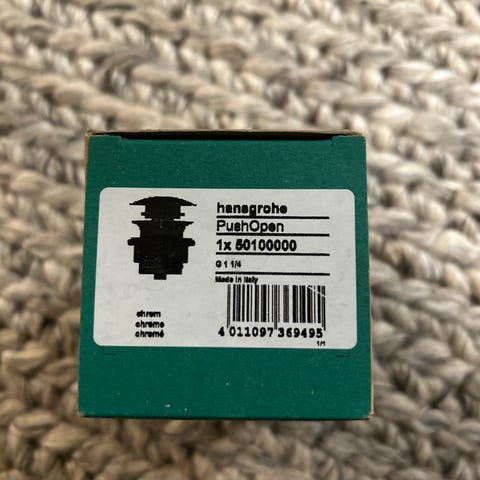 hansgrohe
PushOpen
1x 50100000
G 1 1/4
Made in Italy
chrom
chrome
chromé
4 011097 369495
1/1